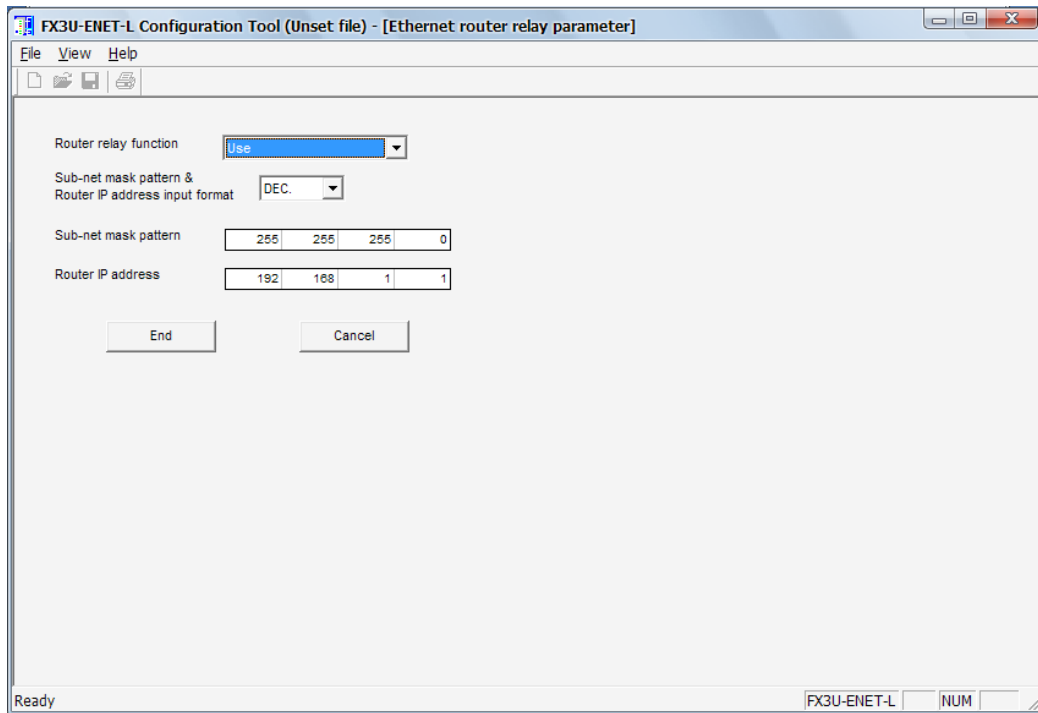 FX3U-ENET-L Configuration Tool (Unset file) - [Ethernet router relay parameter]
File View Help
Router relay function Use
Sub-net mask pattern &
Router IP address input format DEC.
Sub-net mask pattern 255 255 255 0
Router IP address 192 168 1 1
End Cancel
Ready FX3U-ENET-L NUM